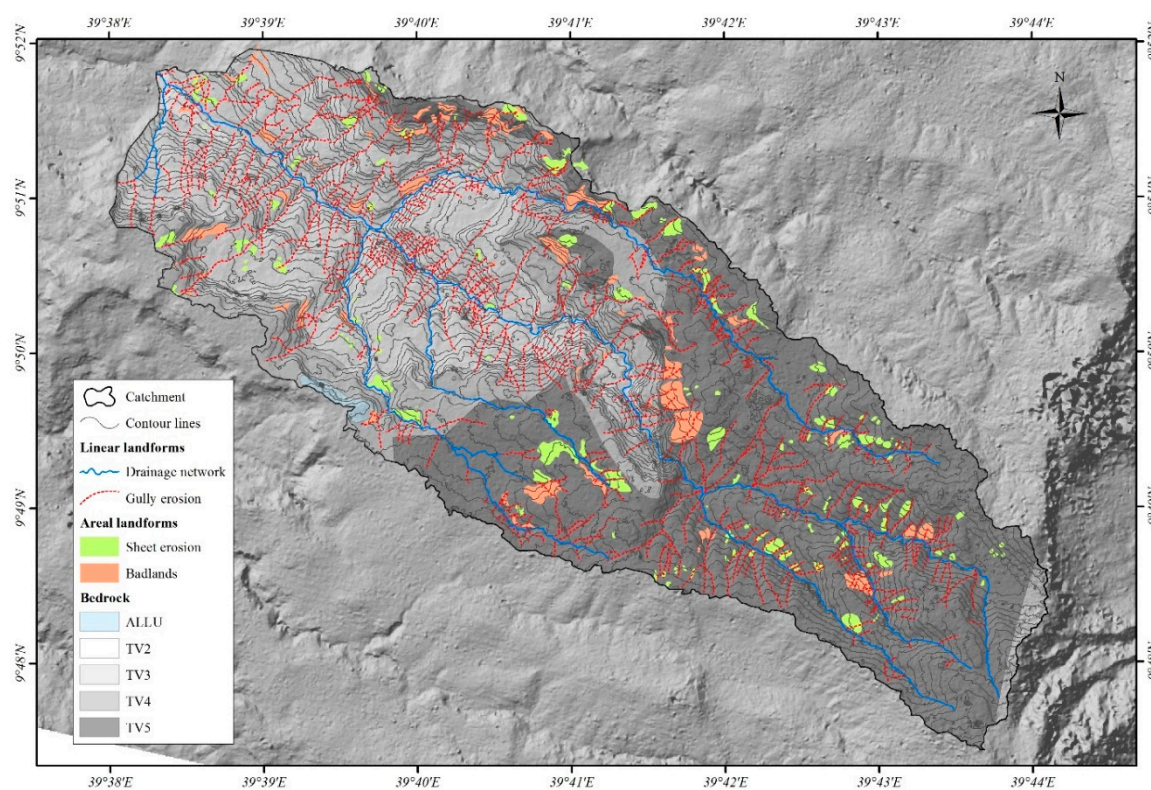 39°38'E 39°39'E 39°40'E 39°41'E 39°42'E 39°43'E 39°44'E
9°52'N
N
9°51'N
9°50'N
Catchment
Contour lines
Linear landforms
Drainage network
Gully erosion
9°49'N
Areal landforms
Sheet erosion
Badlands
Bedrock
ALLU
TV2
9°48'N
TV3
TV4
TV5
39°38'E 39°39'E 39°40'E 39°41'E 39°42'E 39°43'E 39°44'E